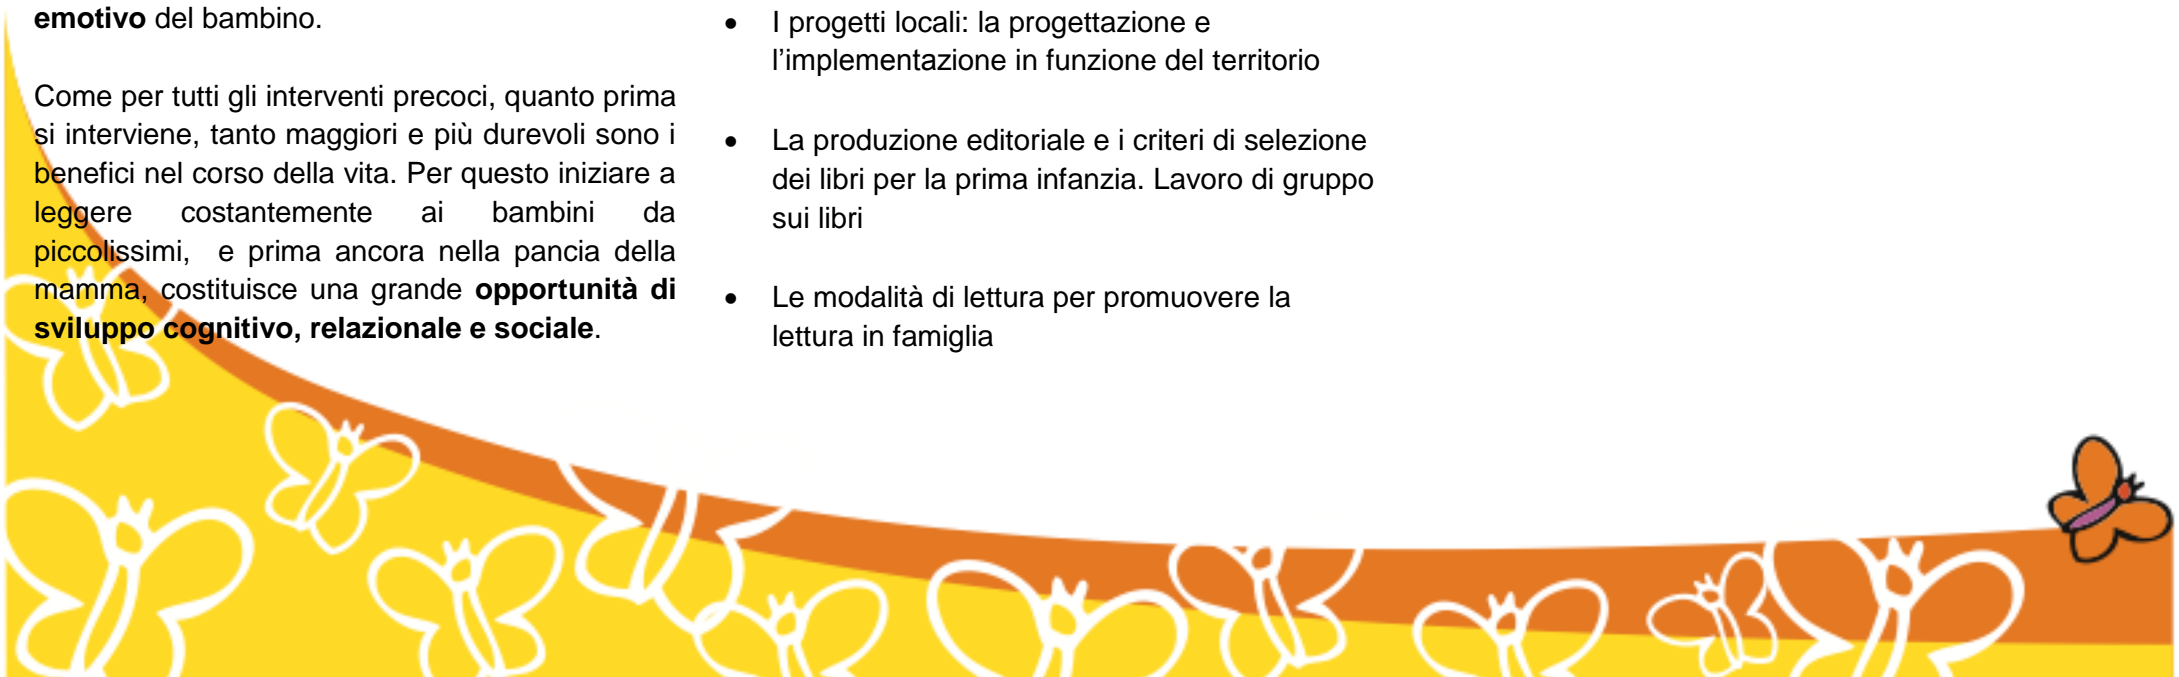 emotivo del bambino.
Come per tutti gli interventi precoci, quanto prima
si interviene, tanto maggiori e più durevoli sono i
benefici nel corso della vita. Per questo iniziare a
leggere costantemente ai bambini da
piccolissimi, e prima ancora nella pancia della
mamma, costituisce una grande opportunità di
sviluppo cognitivo, relazionale e sociale.
• I progetti locali: la progettazione e
l’implementazione in funzione del territorio
• La produzione editoriale e i criteri di selezione
dei libri per la prima infanzia. Lavoro di gruppo
sui libri
• Le modalità di lettura per promuovere la
lettura in famiglia